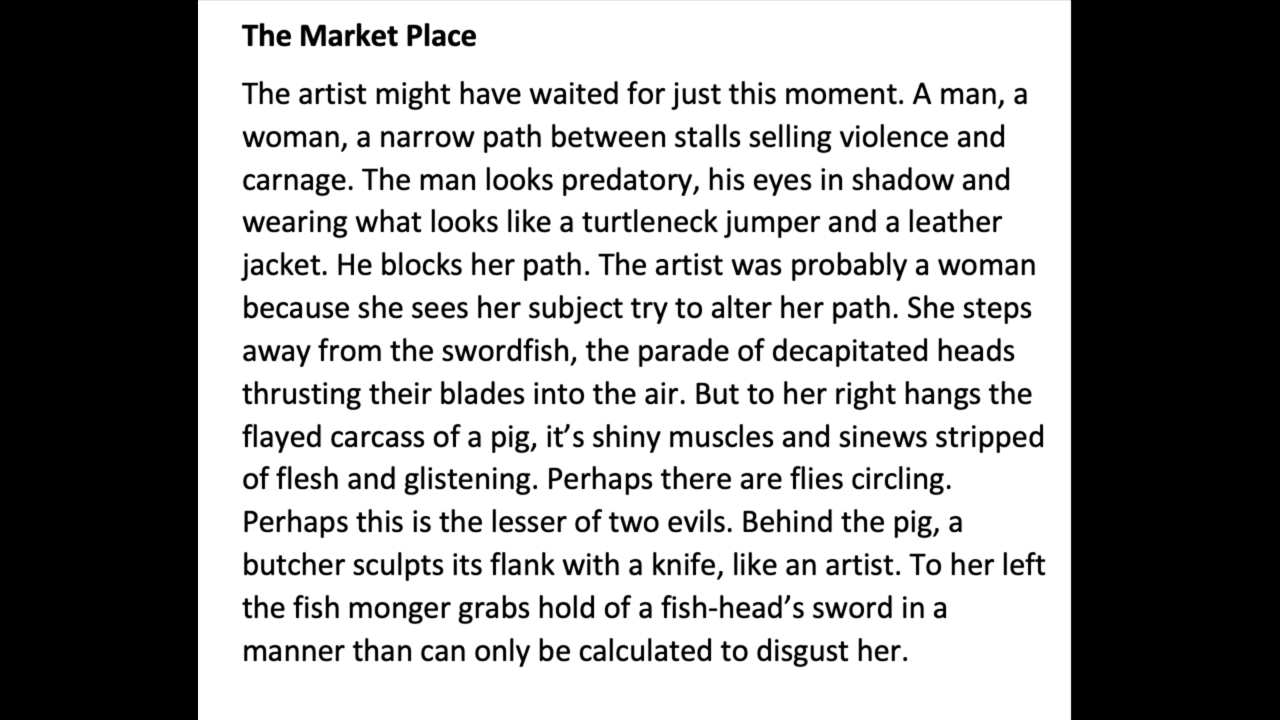 The Market Place
The artist might have waited for just this moment. A man, a
woman, a narrow path between stalls selling violence and
carnage. The man looks predatory, his eyes in shadow and
wearing what looks like a turtleneck jumper and a leather
jacket. He blocks her path. The artist was probably a woman
because she sees her subject try to alter her path. She steps
away from the swordfish, the parade of decapitated heads
thrusting their blades into the air. But to her right hangs the
flayed carcass of a pig, it’s shiny muscles and sinews stripped
of flesh and glistening. Perhaps there are flies circling.
Perhaps this is the lesser of two evils. Behind the pig, a
butcher sculpts its flank with a knife, like an artist. To her left
the fish monger grabs hold of a fish-head’s sword in a
manner than can only be calculated to disgust her.